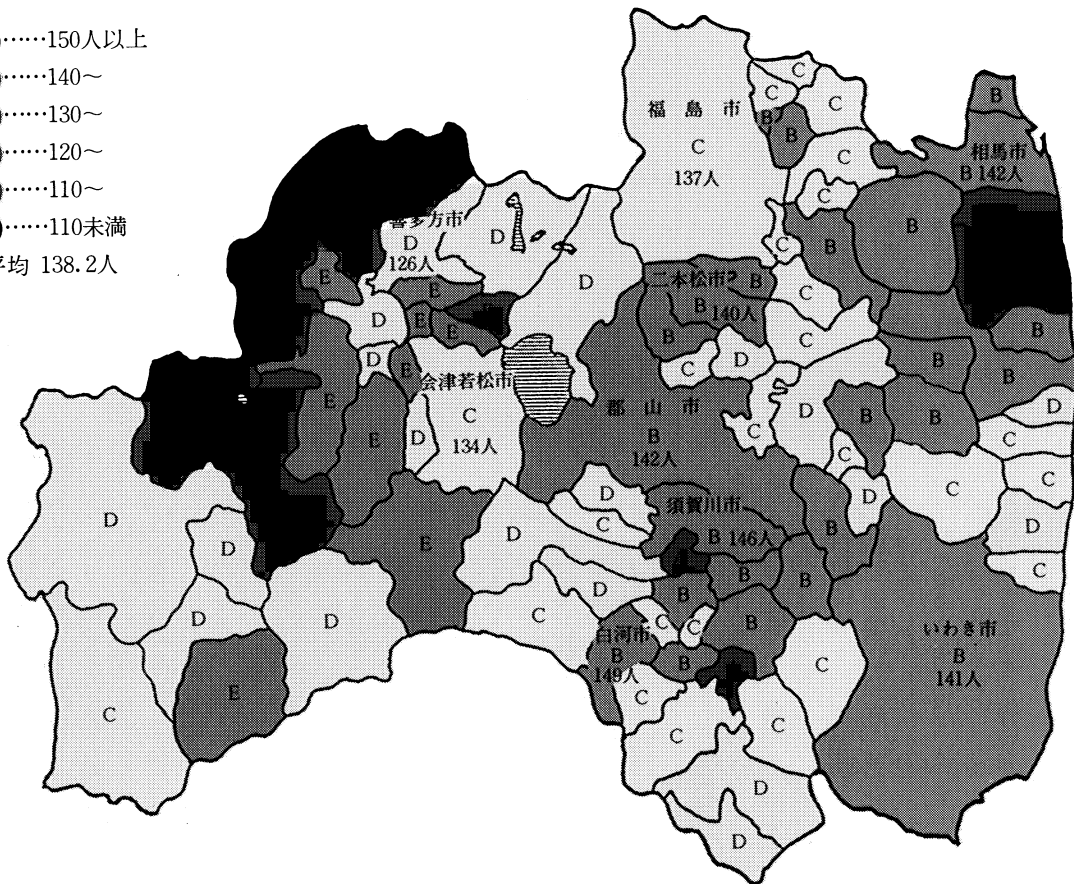 ……150人以上
……140～
……130～
……120～
……110～
……110未満
平均 138.2人
C
C
C
B
B
福島市
C
137人
B
相馬市
B 142人
C
C
喜多方市
D
126人
D
D
C
B
B
E
E
二本松市
B
B 140人
C
D
E
E
B
B
D
E
会津若松市
C
134人
C
D
C
B
B
E
E
D
郡山市
B
142人
C
D
B
B
D
C
C
C
D
D
D
E
D
C
須賀川市
B 146人
B
D
C
D
C
D
D
D
C
D
B
B
B
C
C
B
白河市
B
149人
B
いわき市
B
141人
C
E
C
C
C
C
D
D